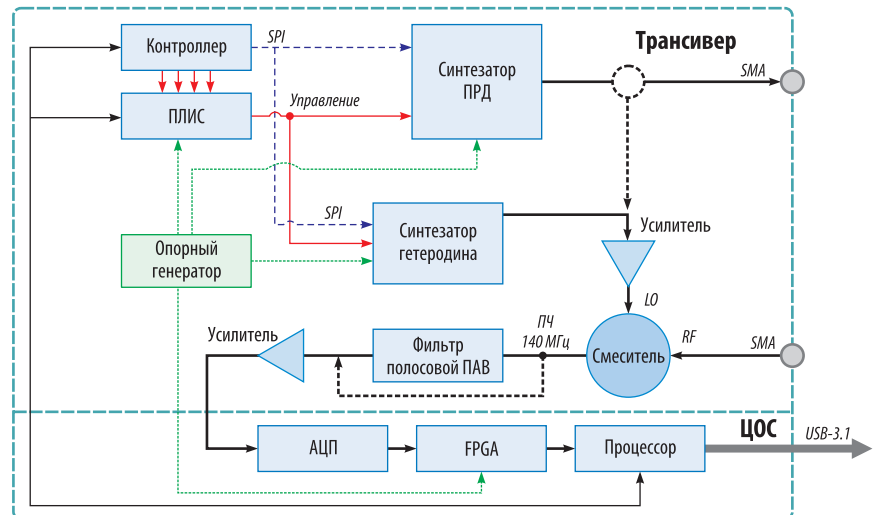 Контроллер
SPI
Трансивер
Синтезатор
ПРД
SMA
Управление
ПЛИС
SPI
Усилитель
Синтезатор
гетеродина
Опорный
генератор
LO
Усилитель
ПЧ
140 МГц
RF
SMA
Фильтр
полосовой ПАВ
Смеситель
ЦОС
USB-3.1
АЦП
FPGA
Процессор